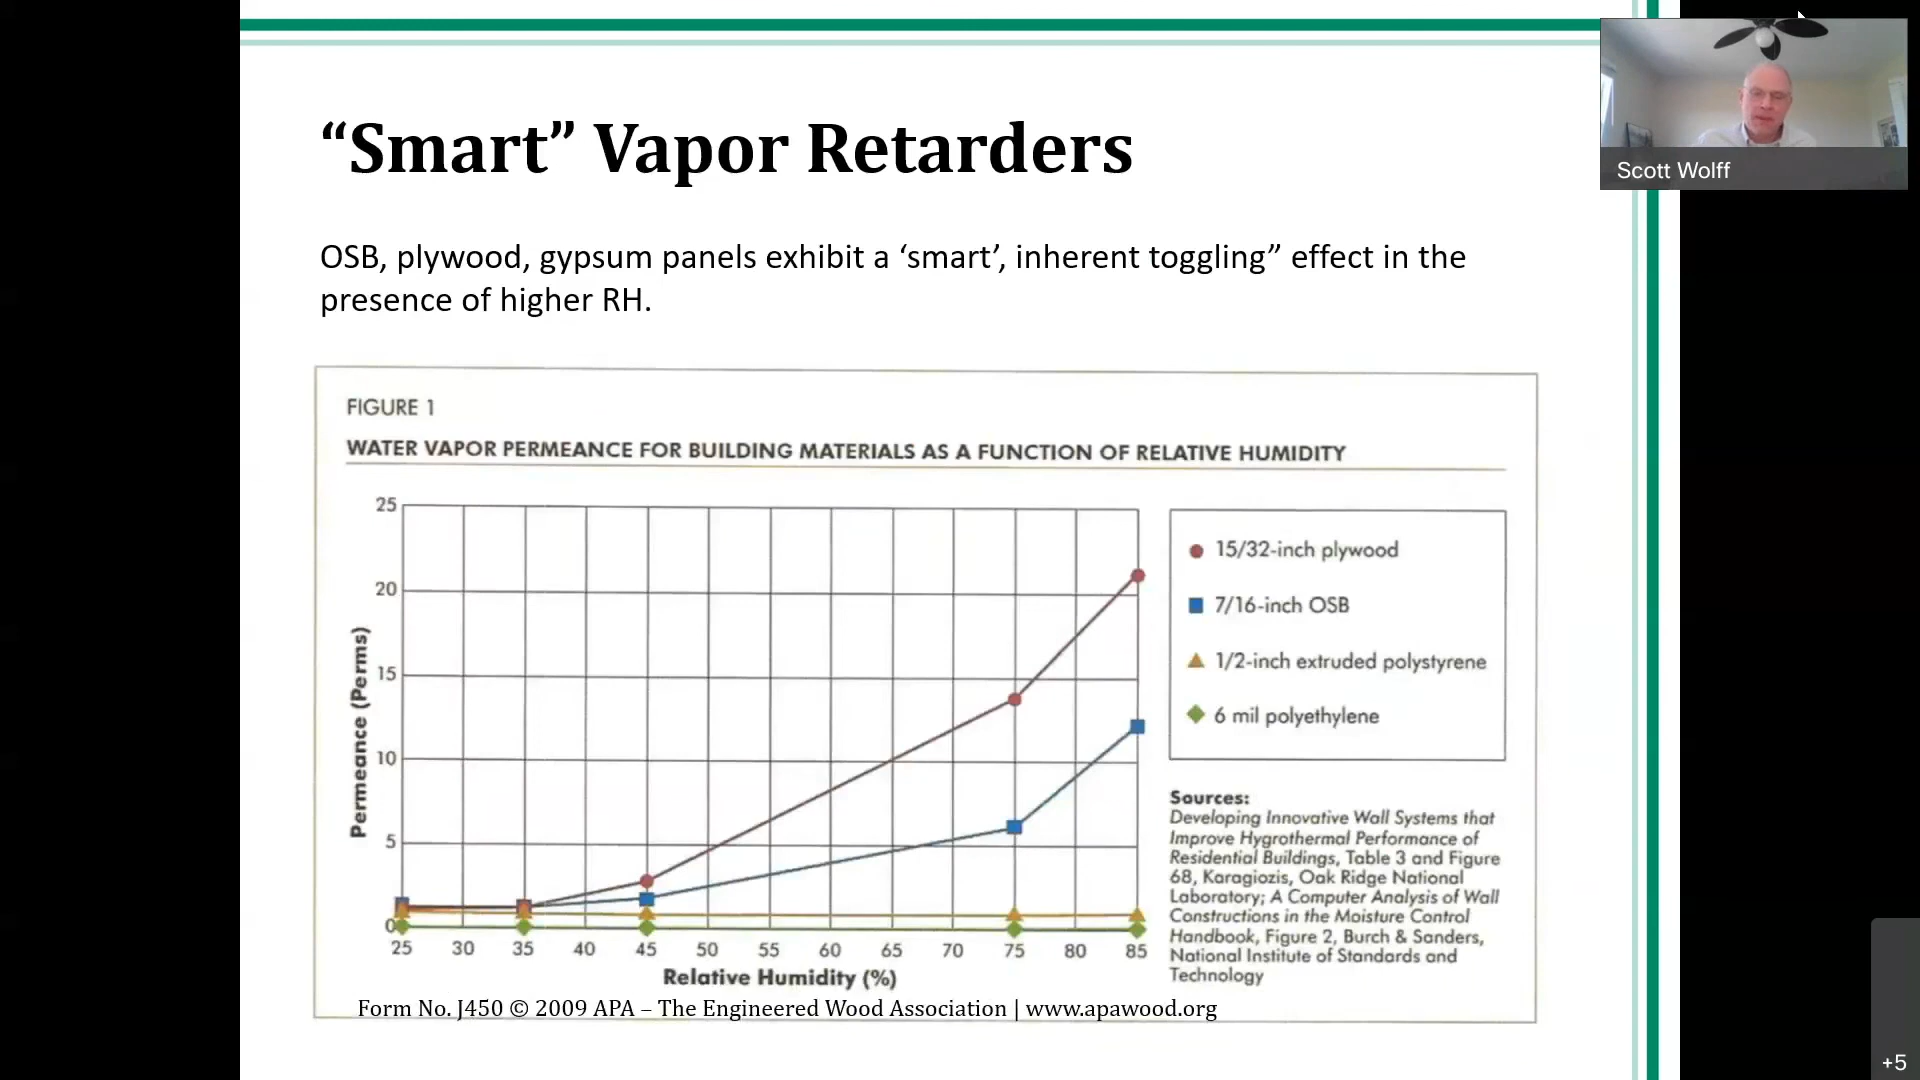 “Smart” Vapor Retarders
Scott Wolff
OSB, plywood, gypsum panels exhibit a ‘smart’, inherent toggling” effect in the
presence of higher RH.
FIGURE 1
WATER VAPOR PERMEANCE FOR BUILDING MATERIALS AS A FUNCTION OF RELATIVE HUMIDITY
25
20
15
10
5
0
Permeance (Perms)
25 30 35 40 45 50 55 60 65 70 75 80 85
Relative Humidity (%)
15/32-inch plywood
7/16-inch OSB
1/2-inch extruded polystyrene
6 mil polyethylene
Sources:
Developing Innovative Wall Systems that
Improve Hygrothermal Performance of
Residential Buildings, Table 3 and Figure
68, Karagiozis, Oak Ridge National
Laboratory; A Computer Analysis of Wall
Constructions in the Moisture Control
Handbook, Figure 2, Burch & Sanders,
National Institute of Standards and
Technology
Form No. J450 © 2009 APA – The Engineered Wood Association | www.apawood.org
+5